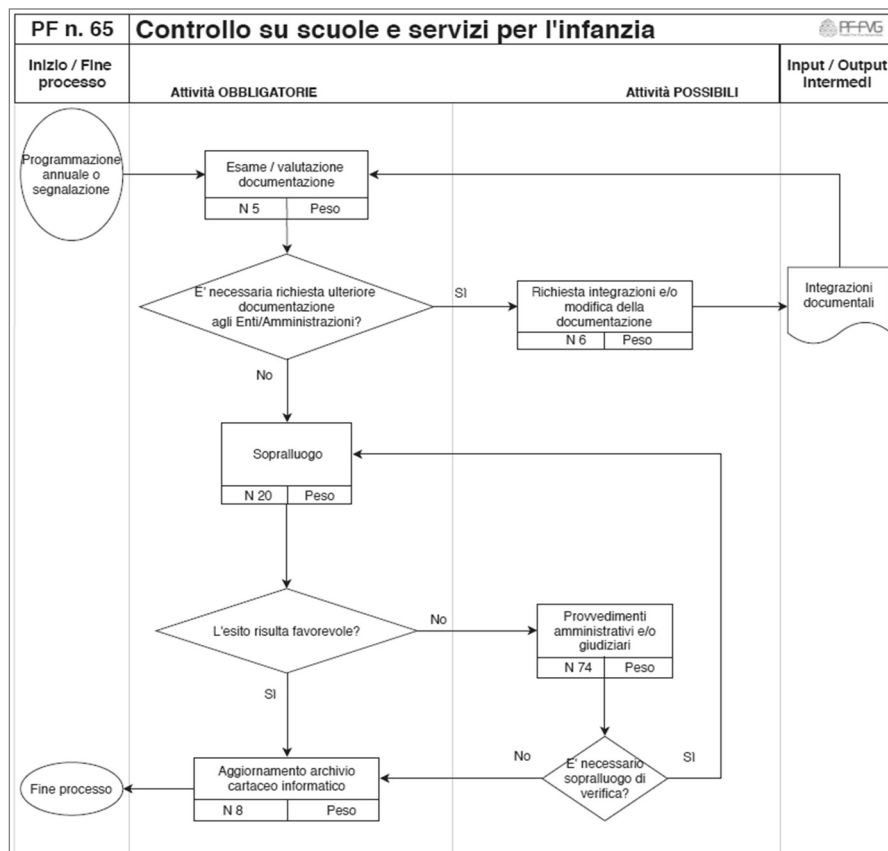 PF n. 65
Controllo su scuole e servizi per l'infanzia
PF-FVG
Inizio / Fine
processo
Attività OBBLIGATORIE
Attività POSSIBILI
Input / Output
Intermedi
Programmazione
annuale o
segnalazione
Esame / valutazione
documentazione
N 5
Peso
E' necessaria richiesta ulteriore
documentazione
agli Enti/Amministrazioni?
SÌ
Richiesta integrazioni e/o
modifica della
documentazione
N 6
Peso
Integrazioni
documentali
No
Sopralluogo
N 20
Peso
L'esito risulta favorevole?
No
Provvedimenti
amministrativi e/o
giudiziari
N 74
Peso
SÌ
E' necessario
sopralluogo di
verifica?
No
SÌ
Aggiornamento archivio
cartaceo informatico
N 8
Peso
Fine processo